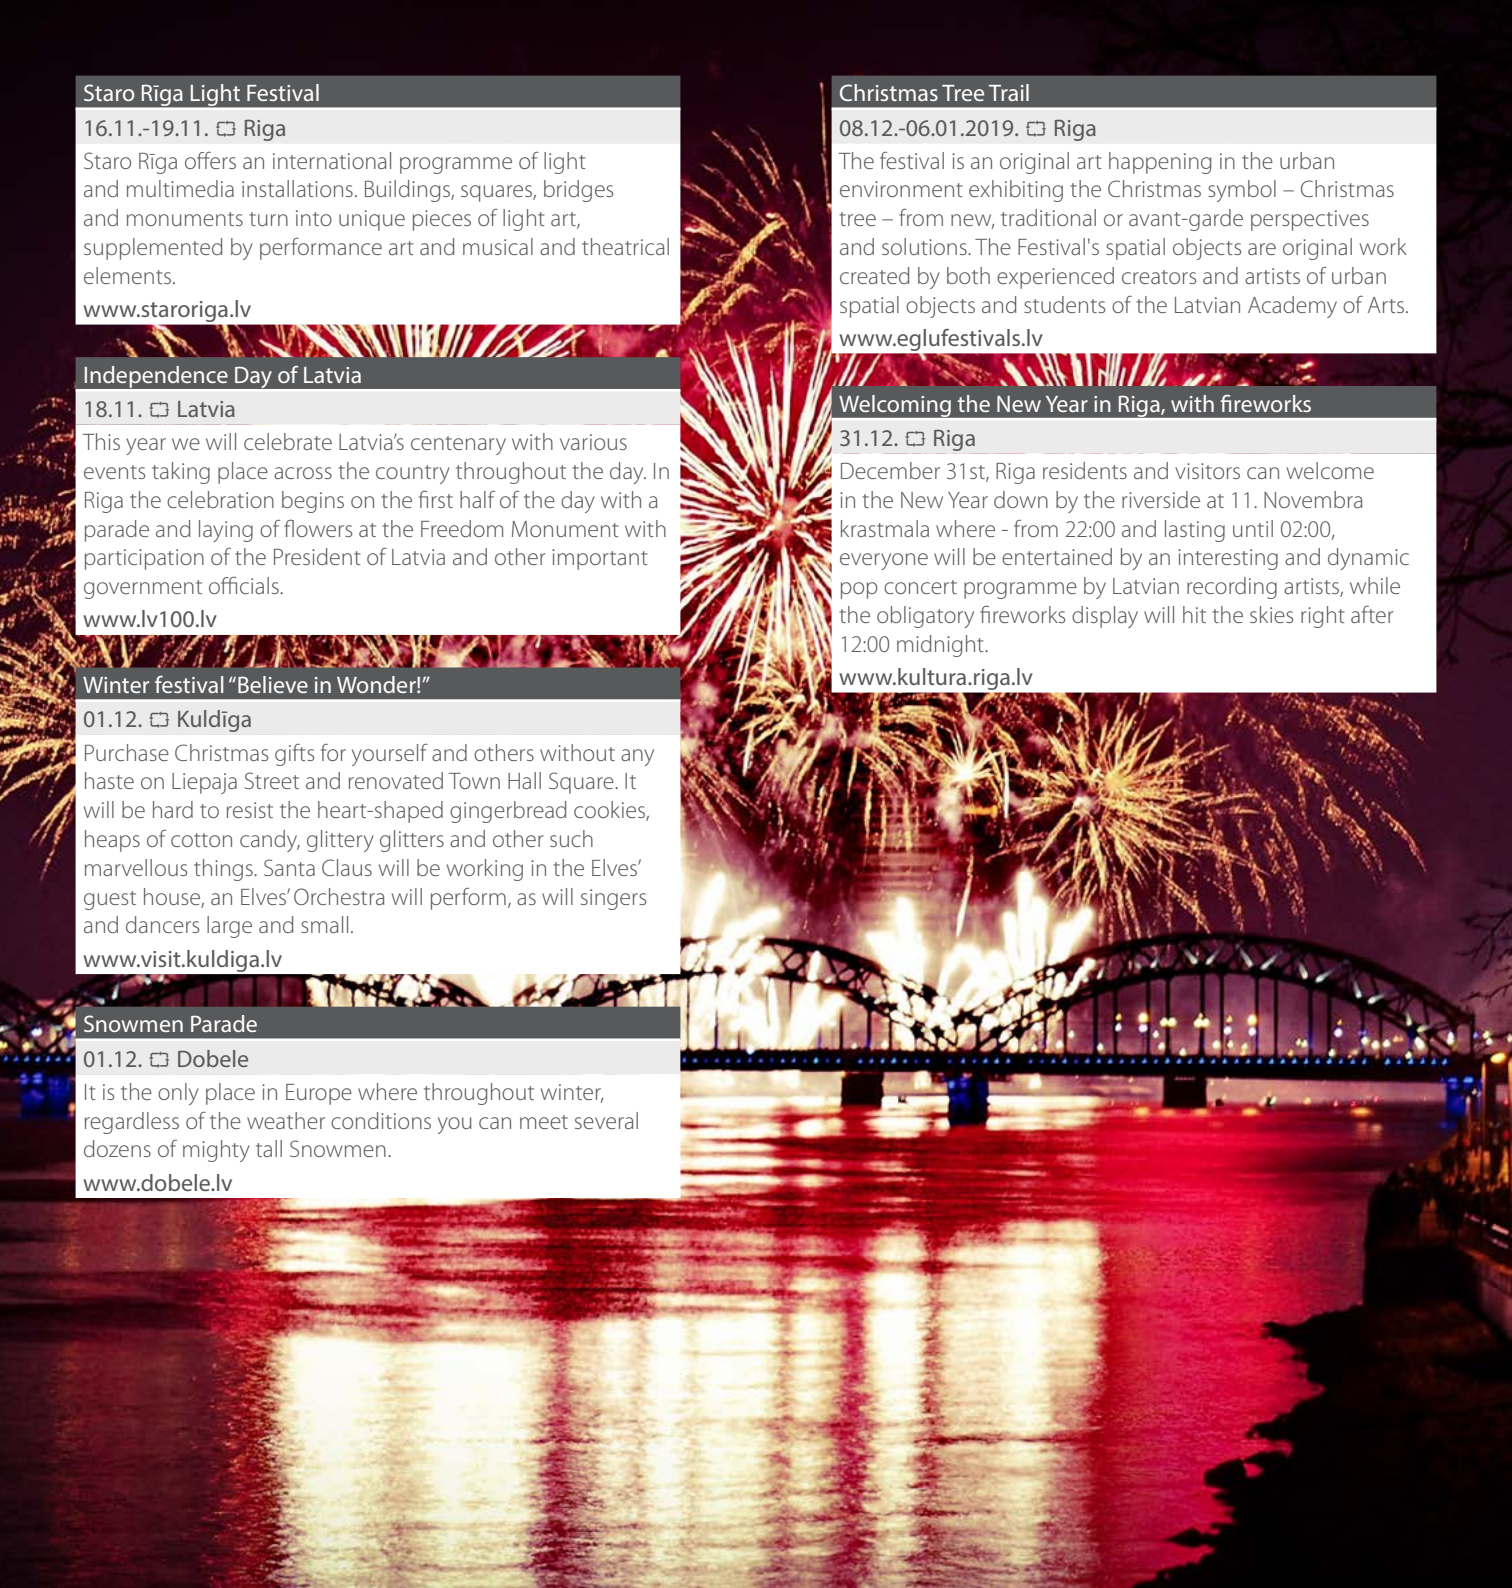 Staro Rīga Light Festival
16.11.-19.11. Riga
Staro Rīga offers an international programme of light
and multimedia installations. Buildings, squares, bridges
and monuments turn into unique pieces of light art,
supplemented by performance art and musical and theatrical
elements.
www.staroriga.lv
Independence Day of Latvia
18.11. Latvia
This year we will celebrate Latvia’s centenary with various
events taking place across the country throughout the day. In
Riga the celebration begins on the first half of the day with a
parade and laying of flowers at the Freedom Monument with
participation of the President of Latvia and other important
government officials.
www.lv100.lv
Winter festival “Believe in Wonder!”
01.12. Kuldīga
Purchase Christmas gifts for yourself and others without any
haste on Liepaja Street and renovated Town Hall Square. It
will be hard to resist the heart-shaped gingerbread cookies,
heaps of cotton candy, glittery glitters and other such
marvellous things. Santa Claus will be working in the Elves’
guest house, an Elves’ Orchestra will perform, as will singers
and dancers large and small.
www.visit.kuldiga.lv
Snowmen Parade
01.12. Dobele
It is the only place in Europe where throughout winter,
regardless of the weather conditions you can meet several
dozens of mighty tall Snowmen.
www.dobele.lv
Christmas Tree Trail
08.12.-06.01.2019. Riga
The festival is an original art happening in the urban
environment exhibiting the Christmas symbol – Christmas
tree – from new, traditional or avant-garde perspectives
and solutions. The Festival's spatial objects are original work
created by both experienced creators and artists of urban
spatial objects and students of the Latvian Academy of Arts.
www.eglufestivals.lv
Welcoming the New Year in Riga, with fireworks
31.12. Riga
December 31st, Riga residents and visitors can welcome
in the New Year down by the riverside at 11. Novembra
krastmala where - from 22:00 and lasting until 02:00,
everyone will be entertained by an interesting and dynamic
pop concert programme by Latvian recording artists, while
the obligatory fireworks display will hit the skies right after
12:00 midnight.
www.kultura.riga.lv